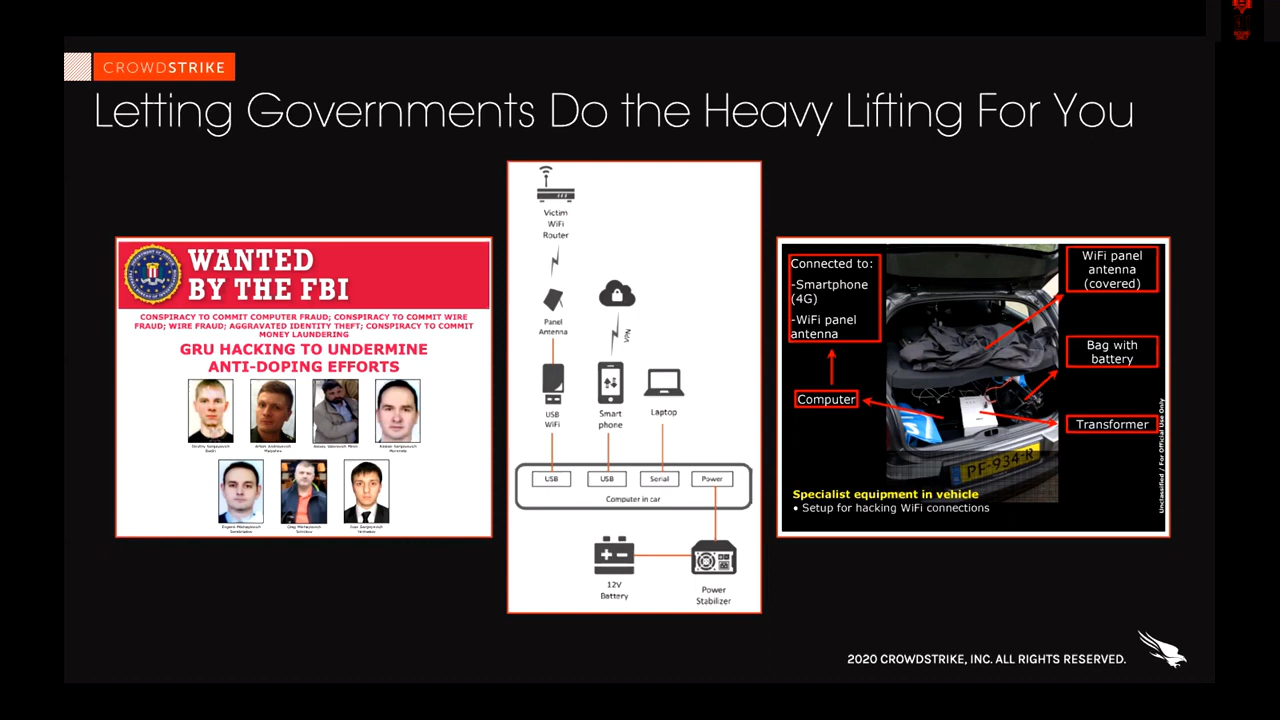 CROWDSTRIKE
Letting Governments Do the Heavy Lifting For You
WANTED
BY THE FBI
CONSPIRACY TO COMMIT COMPUTER FRAUD; CONSPIRACY TO COMMIT WIRE
FRAUD; WIRE FRAUD; AGGRAVATED IDENTITY THEFT; CONSPIRACY TO COMMIT
MONEY LAUNDERING
GRU HACKING TO UNDERMINE
ANTI-DOPING EFFORTS
Victim
WiFi
Router
Panel
Antenna
VPN
USB
WiFi
Smart
phone
Laptop
USB
USB
Serial
Power
Computer in car
12V
Battery
Power
Stabilizer
Connected to:
-Smartphone
(4G)
-WiFi panel
antenna
Computer
WiFi panel
antenna
(covered)
Bag with
battery
Transformer
PF-934-R
Specialist equipment in vehicle
• Setup for hacking WiFi connections
Unclassified / For Official Use Only
2020 CROWDSTRIKE, INC. ALL RIGHTS RESERVED.